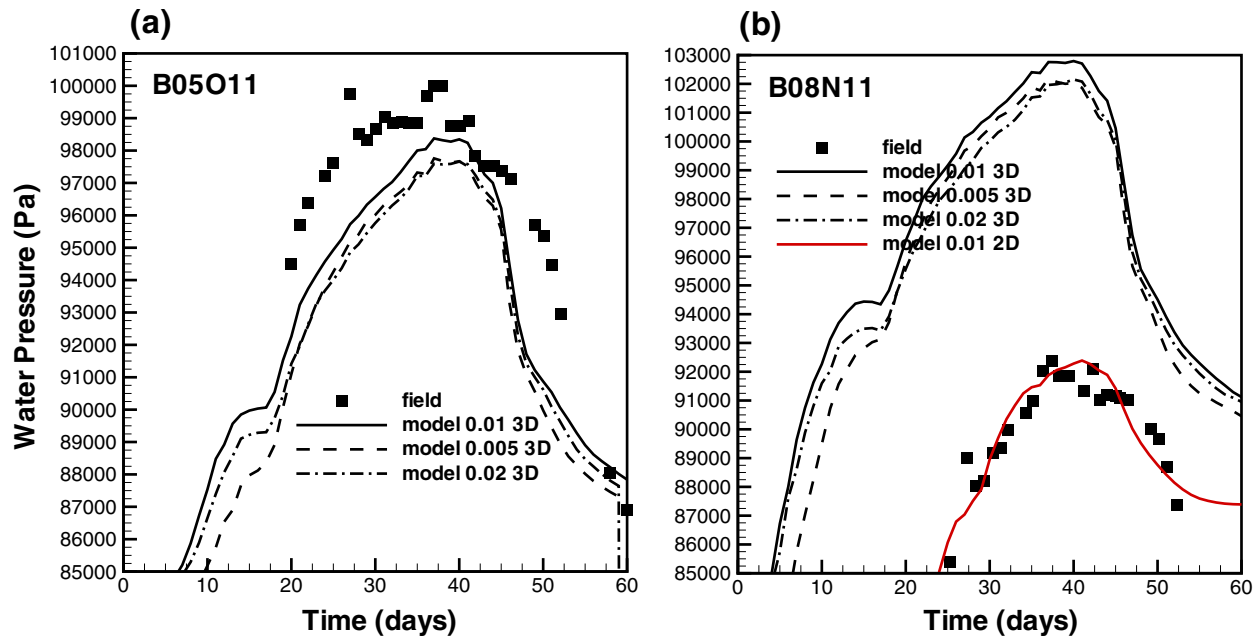 (a)
B05O11
Water Pressure (Pa)
101000
100000
99000
98000
97000
96000
95000
94000
93000
92000
91000
90000
89000
88000
87000
86000
85000
field
model 0.01 3D
model 0.005 3D
model 0.02 3D
0 10 20 30 40 50 60
Time (days)
(b)
B08N11
103000
102000
101000
100000
99000
98000
97000
96000
95000
94000
93000
92000
91000
90000
89000
88000
87000
86000
85000
field
model 0.01 3D
model 0.005 3D
model 0.02 3D
model 0.01 2D
0 10 20 30 40 50 60
Time (days)